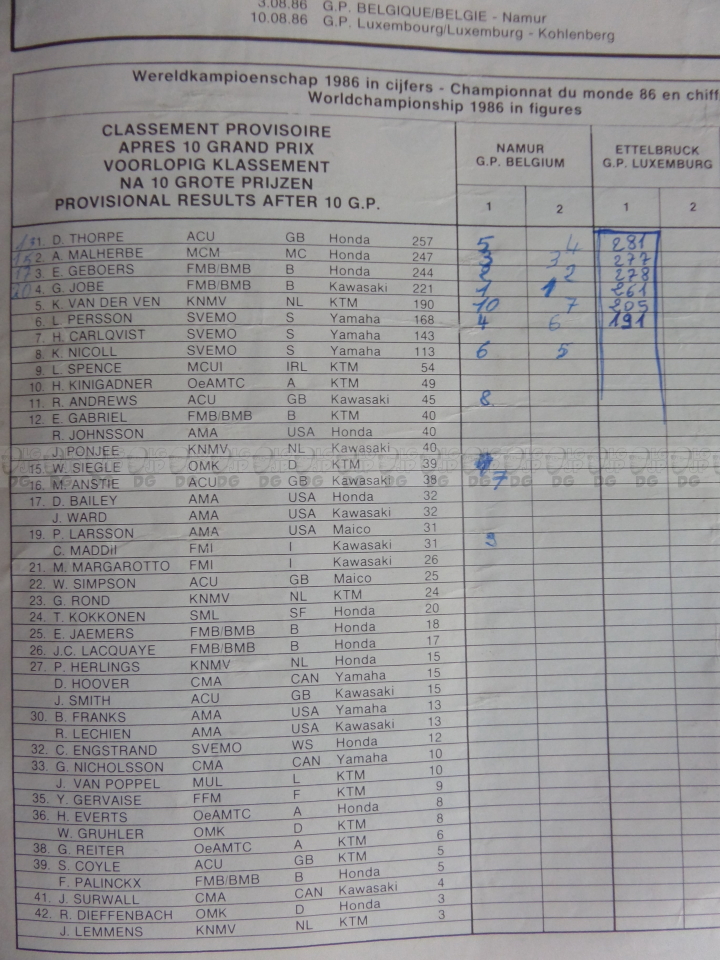 3.08.86 G.P. BELGIQUE/BELGIE - Namur
10.08.86 G.P. Luxembourg/Luxemburg - Kohlenberg
Wereldkampioenschap 1986 in cijfers - Championnat du monde 86 en chiff
Worldchampionship 1986 in figures
CLASSEMENT PROVISOIRE
APRES 10 GRAND PRIX
VOORLOPIG KLASSEMENT
NA 10 GROTE PRIJZEN
PROVISIONAL RESULTS AFTER 10 G.P.
NAMUR
G.P. BELGIUM
ETTELBRUCK
G.P. LUXEMBURG
1 2 1 2
1. D. THORPE ACU GB Honda 257 5 4 281
2. A. MALHERBE MCM MC Honda 247 3 3 277
3. E. GEBOERS FMB/BMB B Honda 244 2 2 278
4. G. JOBE FMB/BMB B Kawasaki 221 1 1 261
5. K. VAN DER VEN KNMV NL KTM 190 10 7 205
6. L. PERSSON SVEMO S Yamaha 168 4 6 191
7. H. CARLQVIST SVEMO S Yamaha 143
8. K. NICOLL SVEMO S Yamaha 113 6 5
9. L. SPENCE MCUI IRL KTM 54
10. H. KINIGADNER OeAMTC A KTM 49
11. R. ANDREWS ACU GB Kawasaki 45 8
12. E. GABRIEL FMB/BMB B KTM 40
R. JOHNSSON AMA USA Honda 40
J. PONJEE KNMV NL Kawasaki 40
15. W. SIEGLE OMK D KTM 39
16. M. ANSTIE ACU GB Kawasaki 38 7
17. D. BAILEY AMA USA Honda 32
J. WARD AMA USA Kawasaki 32
19. P. LARSSON AMA USA Maico 31
C. MADDII FMI I Kawasaki 31 9
21. M. MARGAROTTO FMI I Kawasaki 26
22. W. SIMPSON ACU GB Maico 25
23. G. ROND KNMV NL KTM 24
24. T. KOKKONEN SML SF Honda 20
25. E. JAEMERS FMB/BMB B Honda 18
26. J.C. LACQUAYE FMB/BMB B Honda 17
27. P. HERLINGS KNMV NL Honda 15
D. HOOVER CMA CAN Yamaha 15
J. SMITH ACU GB Kawasaki 15
30. B. FRANKS AMA USA Yamaha 13
R. LECHIEN AMA USA Kawasaki 13
32. C. ENGSTRAND SVEMO WS Honda 12
33. G. NICHOLSSON CMA CAN Yamaha 10
J. VAN POPPEL MUL L KTM 10
35. Y. GERVAISE FFM F KTM 9
36. H. EVERTS OeAMTC A Honda 8
W. GRUHLER OMK D KTM 8
38. G. REITER OeAMTC A KTM 6
39. S. COYLE ACU GB KTM 5
F. PALINCKX FMB/BMB B Honda 5
41. J. SURWALL CMA CAN Kawasaki 4
42. R. DIEFFENBACH OMK D Honda 3
J. LEMMENS KNMV NL KTM 3